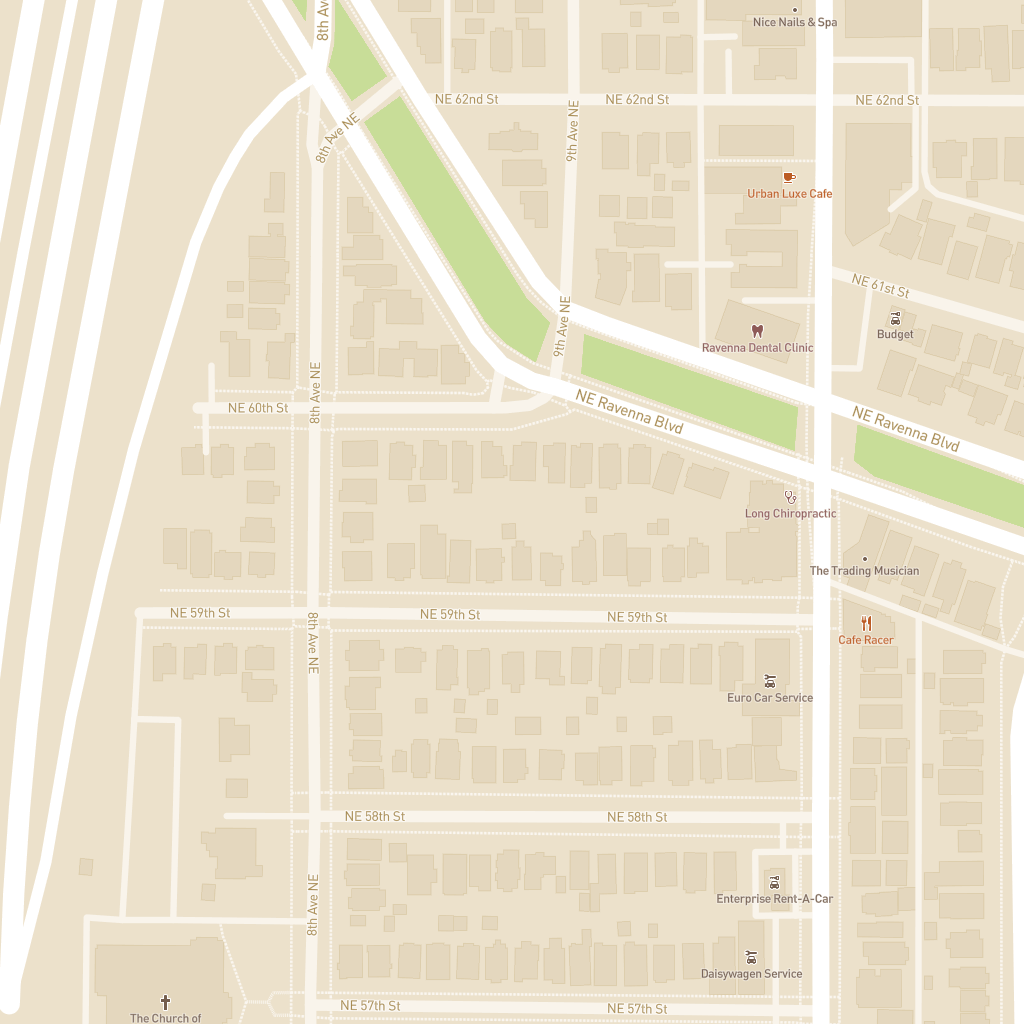 8th Av
Nice Nails & Spa
NE 62nd St
NE 62nd St
NE 62nd St
8th Ave NE
9th Ave NE
Urban Luxe Cafe
NE 61st St
Budget
Ravenna Dental Clinic
9th Ave NE
8th Ave NE
NE 60th St
NE Ravenna Blvd
NE Ravenna Blvd
Long Chiropractic
The Trading Musician
NE 59th St
NE 59th St
NE 59th St
Cafe Racer
8th Ave NE
Euro Car Service
NE 58th St
NE 58th St
8th Ave NE
Enterprise Rent-A-Car
Daisywagen Service
NE 57th St
NE 57th St
The Church of